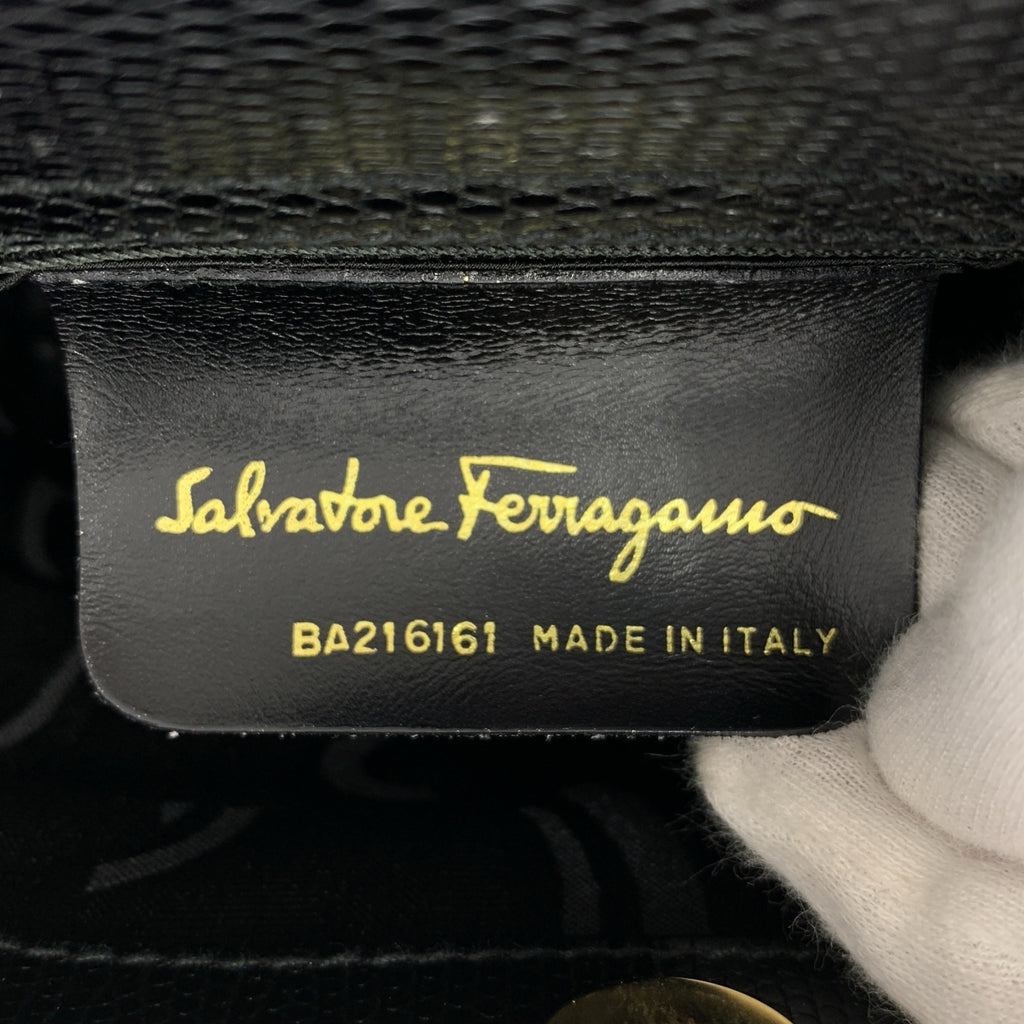 Salvatore Ferragamo
BA216161 MADE IN ITALY